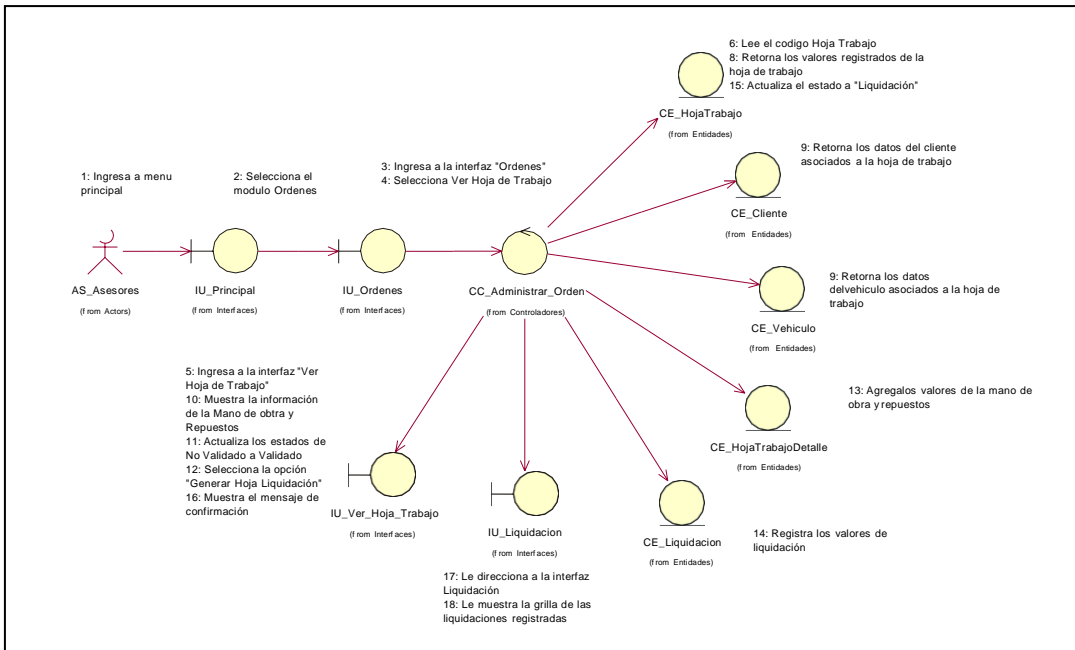 6: Lee el codigo Hoja Trabajo
8: Retorna los valores registrados de la
hoja de trabajo
15: Actualiza el estado a "Liquidación"
CE_HojaTrabajo
(from Entidades)
9: Retorna los datos del cliente
asociados a la hoja de trabajo
CE_Cliente
(from Entidades)
1: Ingresa a menu
principal
2: Selecciona el
modulo Ordenes
3: Ingresa a la interfaz "Ordenes"
4: Selecciona Ver Hoja de Trabajo
AS_Asesores
(from Actors)
IU_Principal
(from Interfaces)
IU_Ordenes
(from Interfaces)
CC_Administrar_Orden
(from Controladores)
9: Retorna los datos
delvehiculo asociados a la hoja de
trabajo
CE_Vehiculo
(from Entidades)
5: Ingresa a la interfaz "Ver
Hoja de Trabajo"
10: Muestra la información
de la Mano de obtra y
Repuestos
11: Actualiza los estados de
No Validado a Validado
12: Selecciona la opción
"Generar Hoja Liquidación"
16: Muestra el mensaje de
confirmación
IU_Ver_Hoja_Trabajo
(from Interfaces)
IU_Liquidacion
(from Interfaces)
17: Le direcciona a la interfaz
Liquidación
18: Le muestra la grilla de las
liquidaciones registradas
CE_Liquidacion
(from Entidades)
14: Registra los valores de
liquidación
13: Agregalos valores de la mano de
obra y repuestos
CE_HojaTrabajoDetalle
(from Entidades)